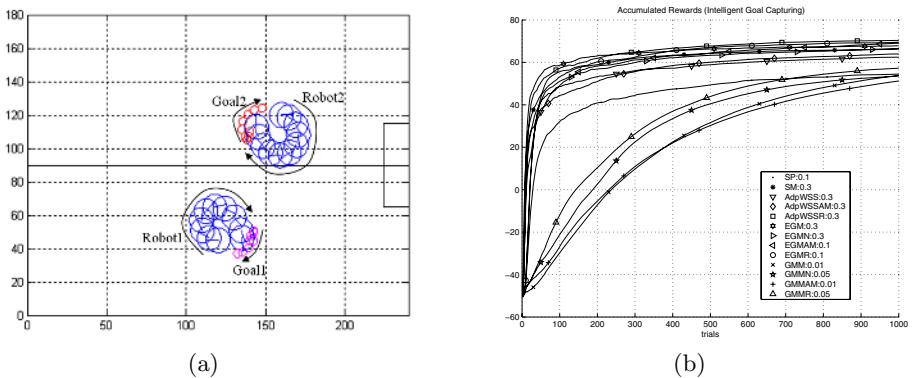 180
160
140
120
100
80
60
40
20
0
0
50
100
150
200
Goal2
Robot2
Robot1
Goal1
(a)
Accumulated Rewards (Intelligent Goal Capturing)
80
60
40
20
0
−20
−40
−60
0
100
200
300
400
500
600
700
800
900
1000
trials
SP:0.1
SM:0.3
AdpWSS:0.3
AdpWSSAM:0.3
AdpWSSR:0.3
EGM:0.3
EGMN:0.3
EGMAM:0.1
EGMR:0.1
GMM:0.01
GMMN:0.05
GMMAM:0.01
GMMR:0.05
(b)